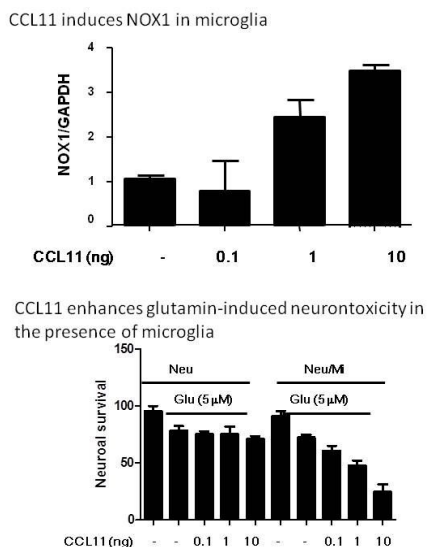 CCL11 induces NOX1 in microglia
4
3
2
1
0
NOX1/GAPDH
CCL11 (ng) - 0.1 1 10
CCL11 enhances glutamin-induced neurontoxicity in
the presence of microglia
150
100
50
0
Neuroal survival
Neu Neu/Mi
Glu (5 μM) Glu (5 μM)
CCL11 (ng) - - 0.1 1 10 - - 0.1 1 10